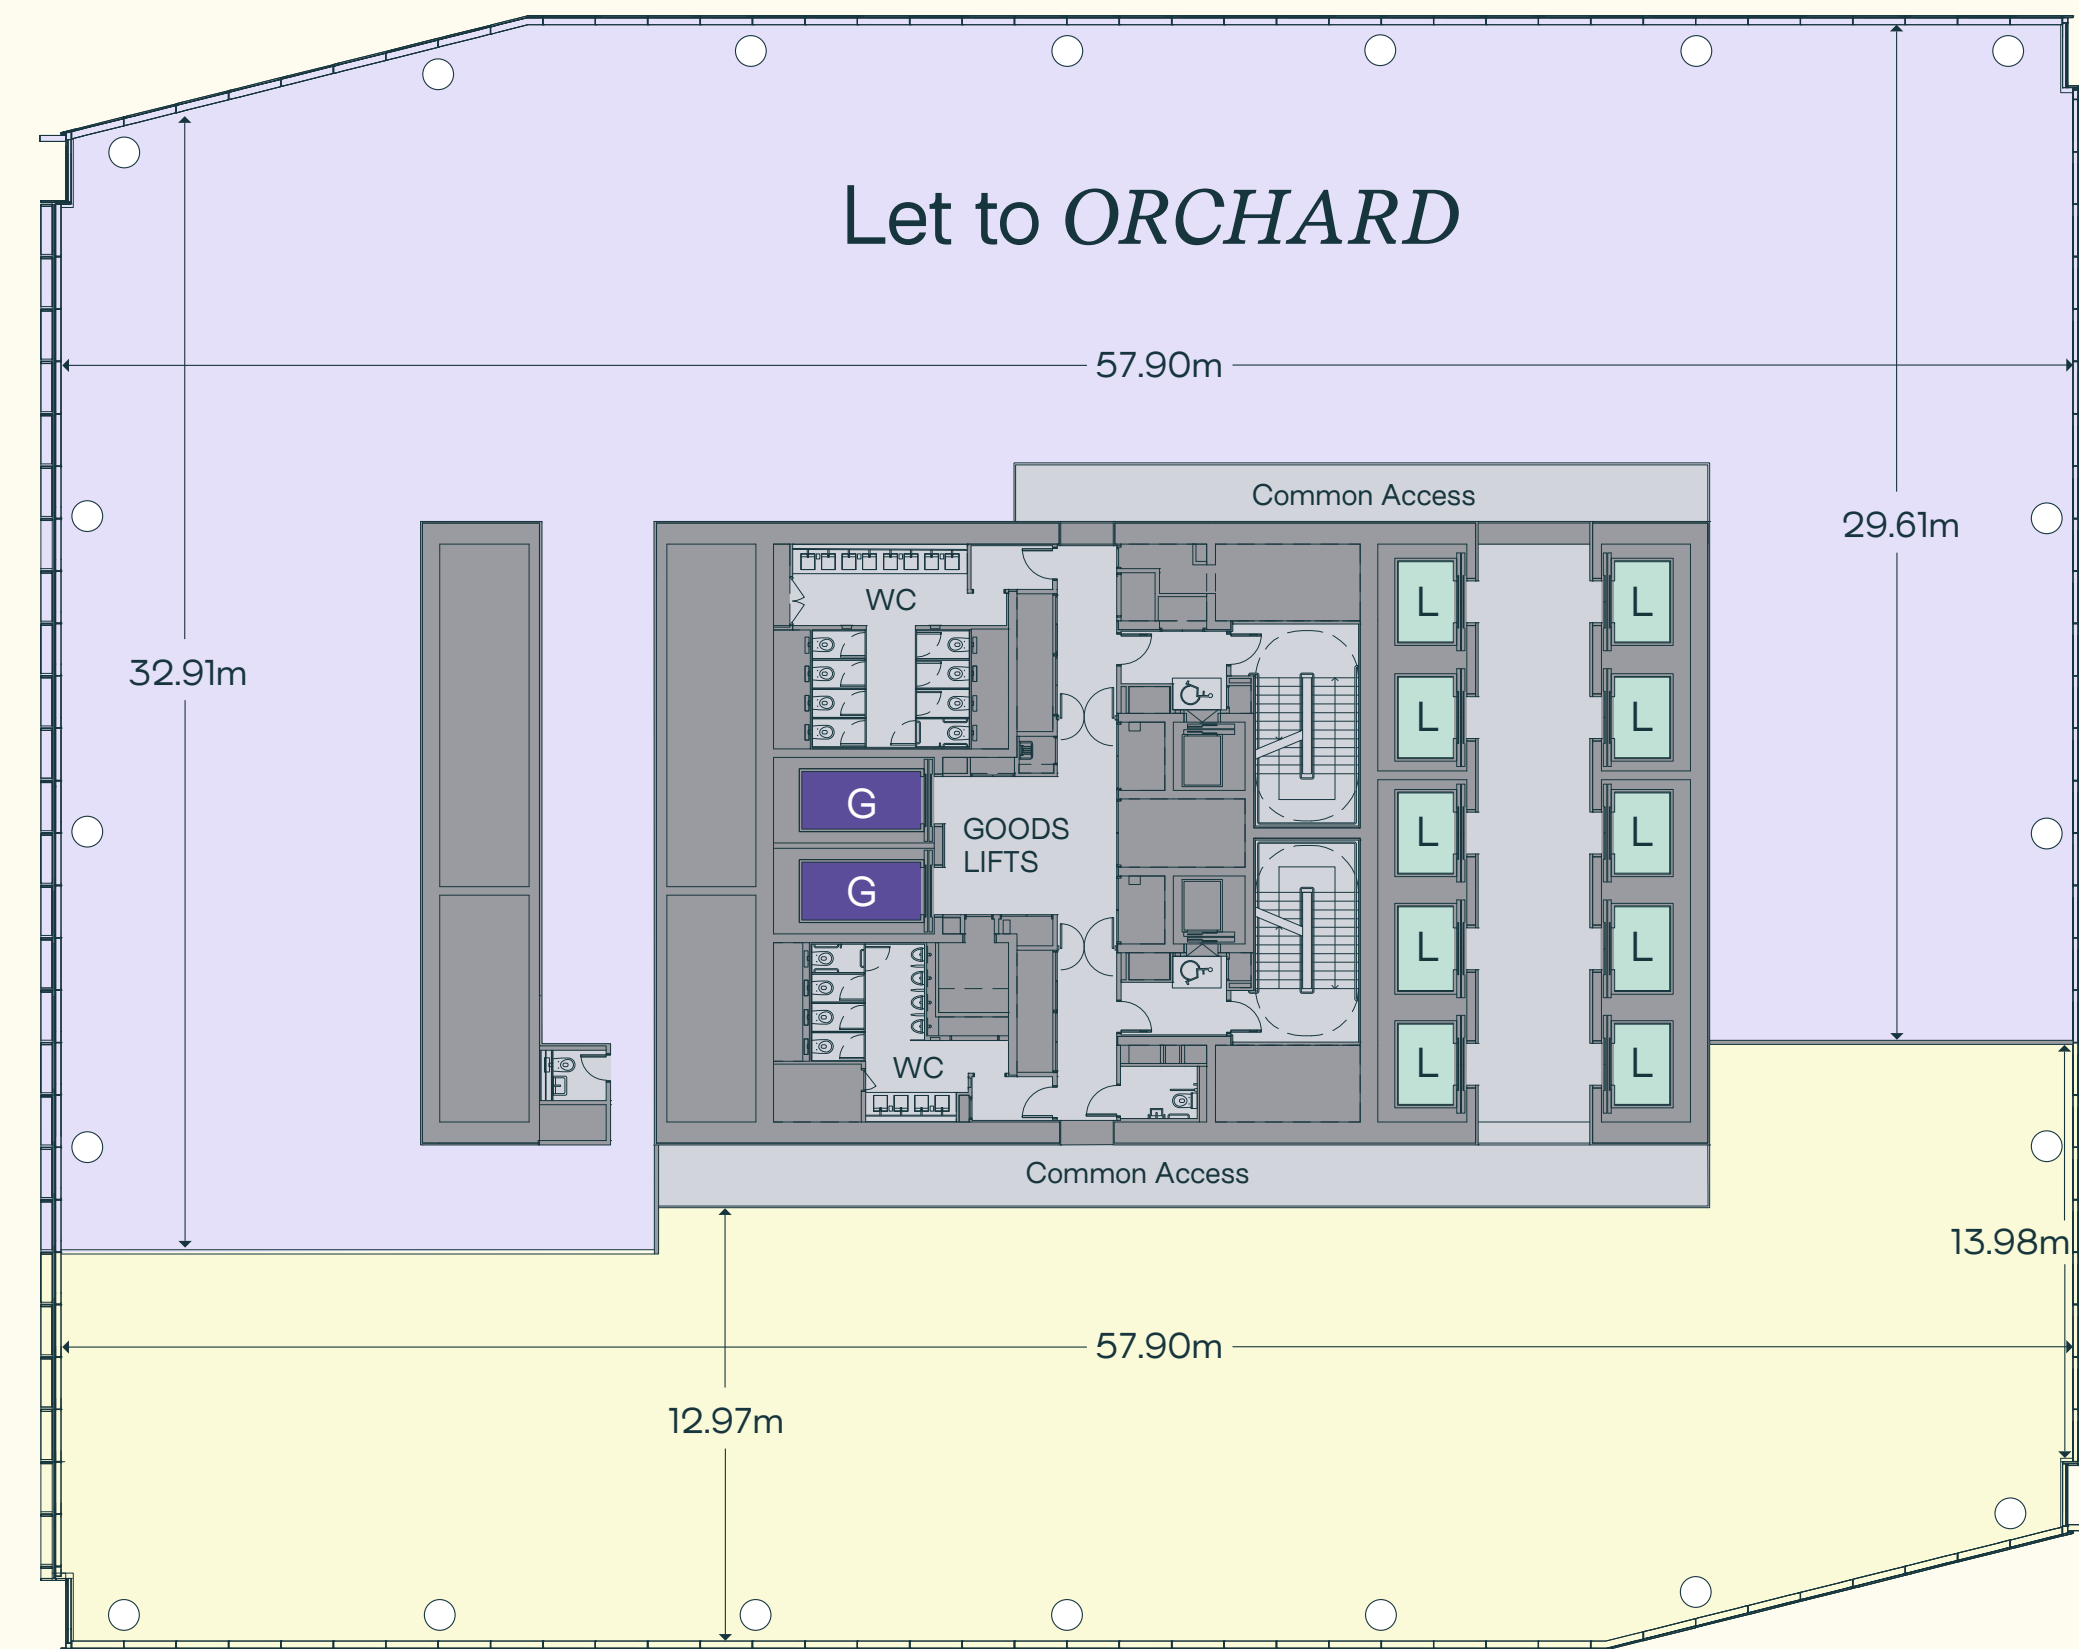 Let to ORCHARD
57.90m
Common Access
29.61m
WC
L
L
32.91m
L
L
G
GOODS
LIFTS
L
L
G
L
L
WC
L
L
Common Access
13.98m
57.90m
12.97m